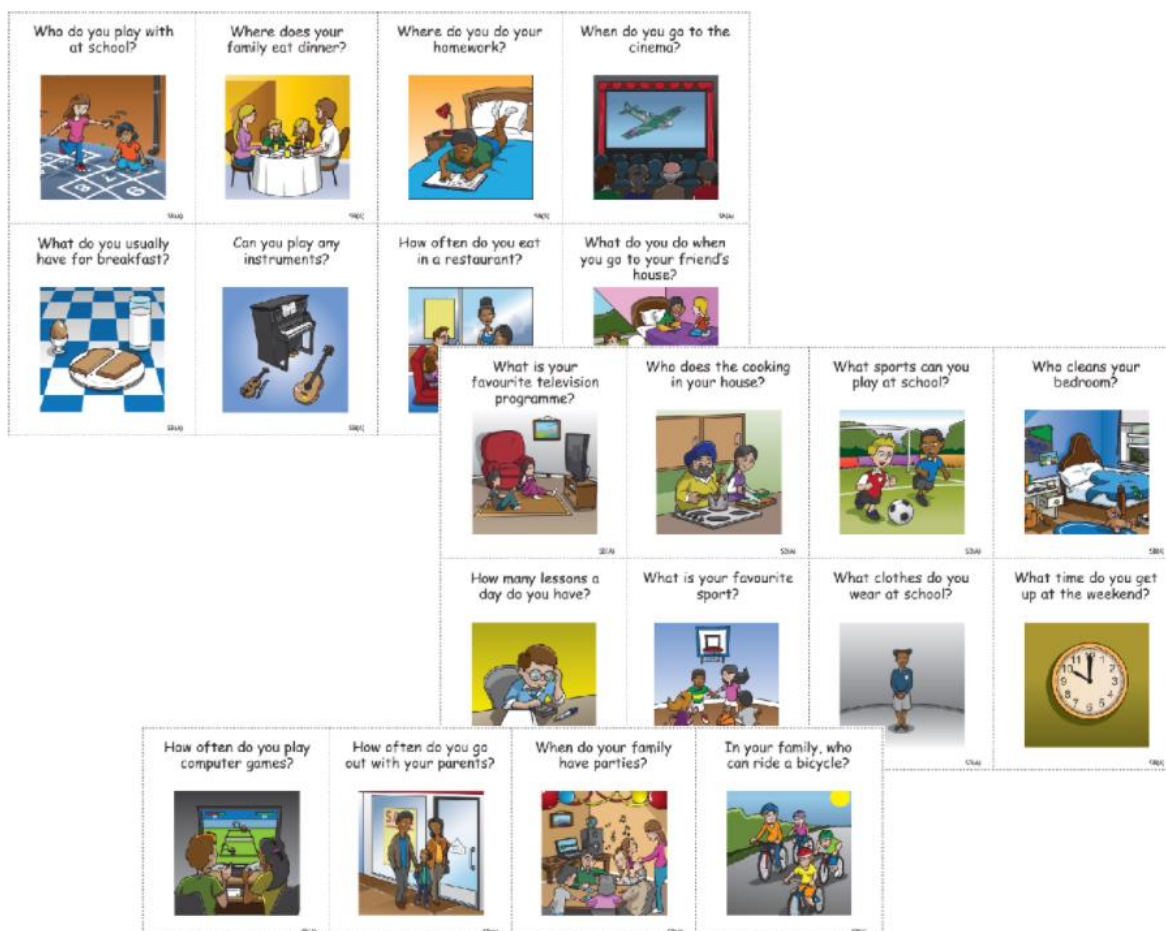 Who do you play with
at school?
Where does your
family eat dinner?
Where do you do your
homework?
When do you go to the
cinema?
What do you usually
have for breakfast?
Can you play any
instruments?
How often do you eat
in a restaurant?
What do you do when
you go to your friend's
house?
What is your
favourite television
programme?
Who does the cooking
in your house?
What sports can you
play at school?
Who cleans your
bedroom?
How many lessons a
day do you have?
What is your favourite
sport?
What clothes do you
wear at school?
What time do you get
up at the weekend?
How often do you play
computer games?
How often do you go
out with your parents?
When do your family
have parties?
In your family, who
can ride a bicycle?